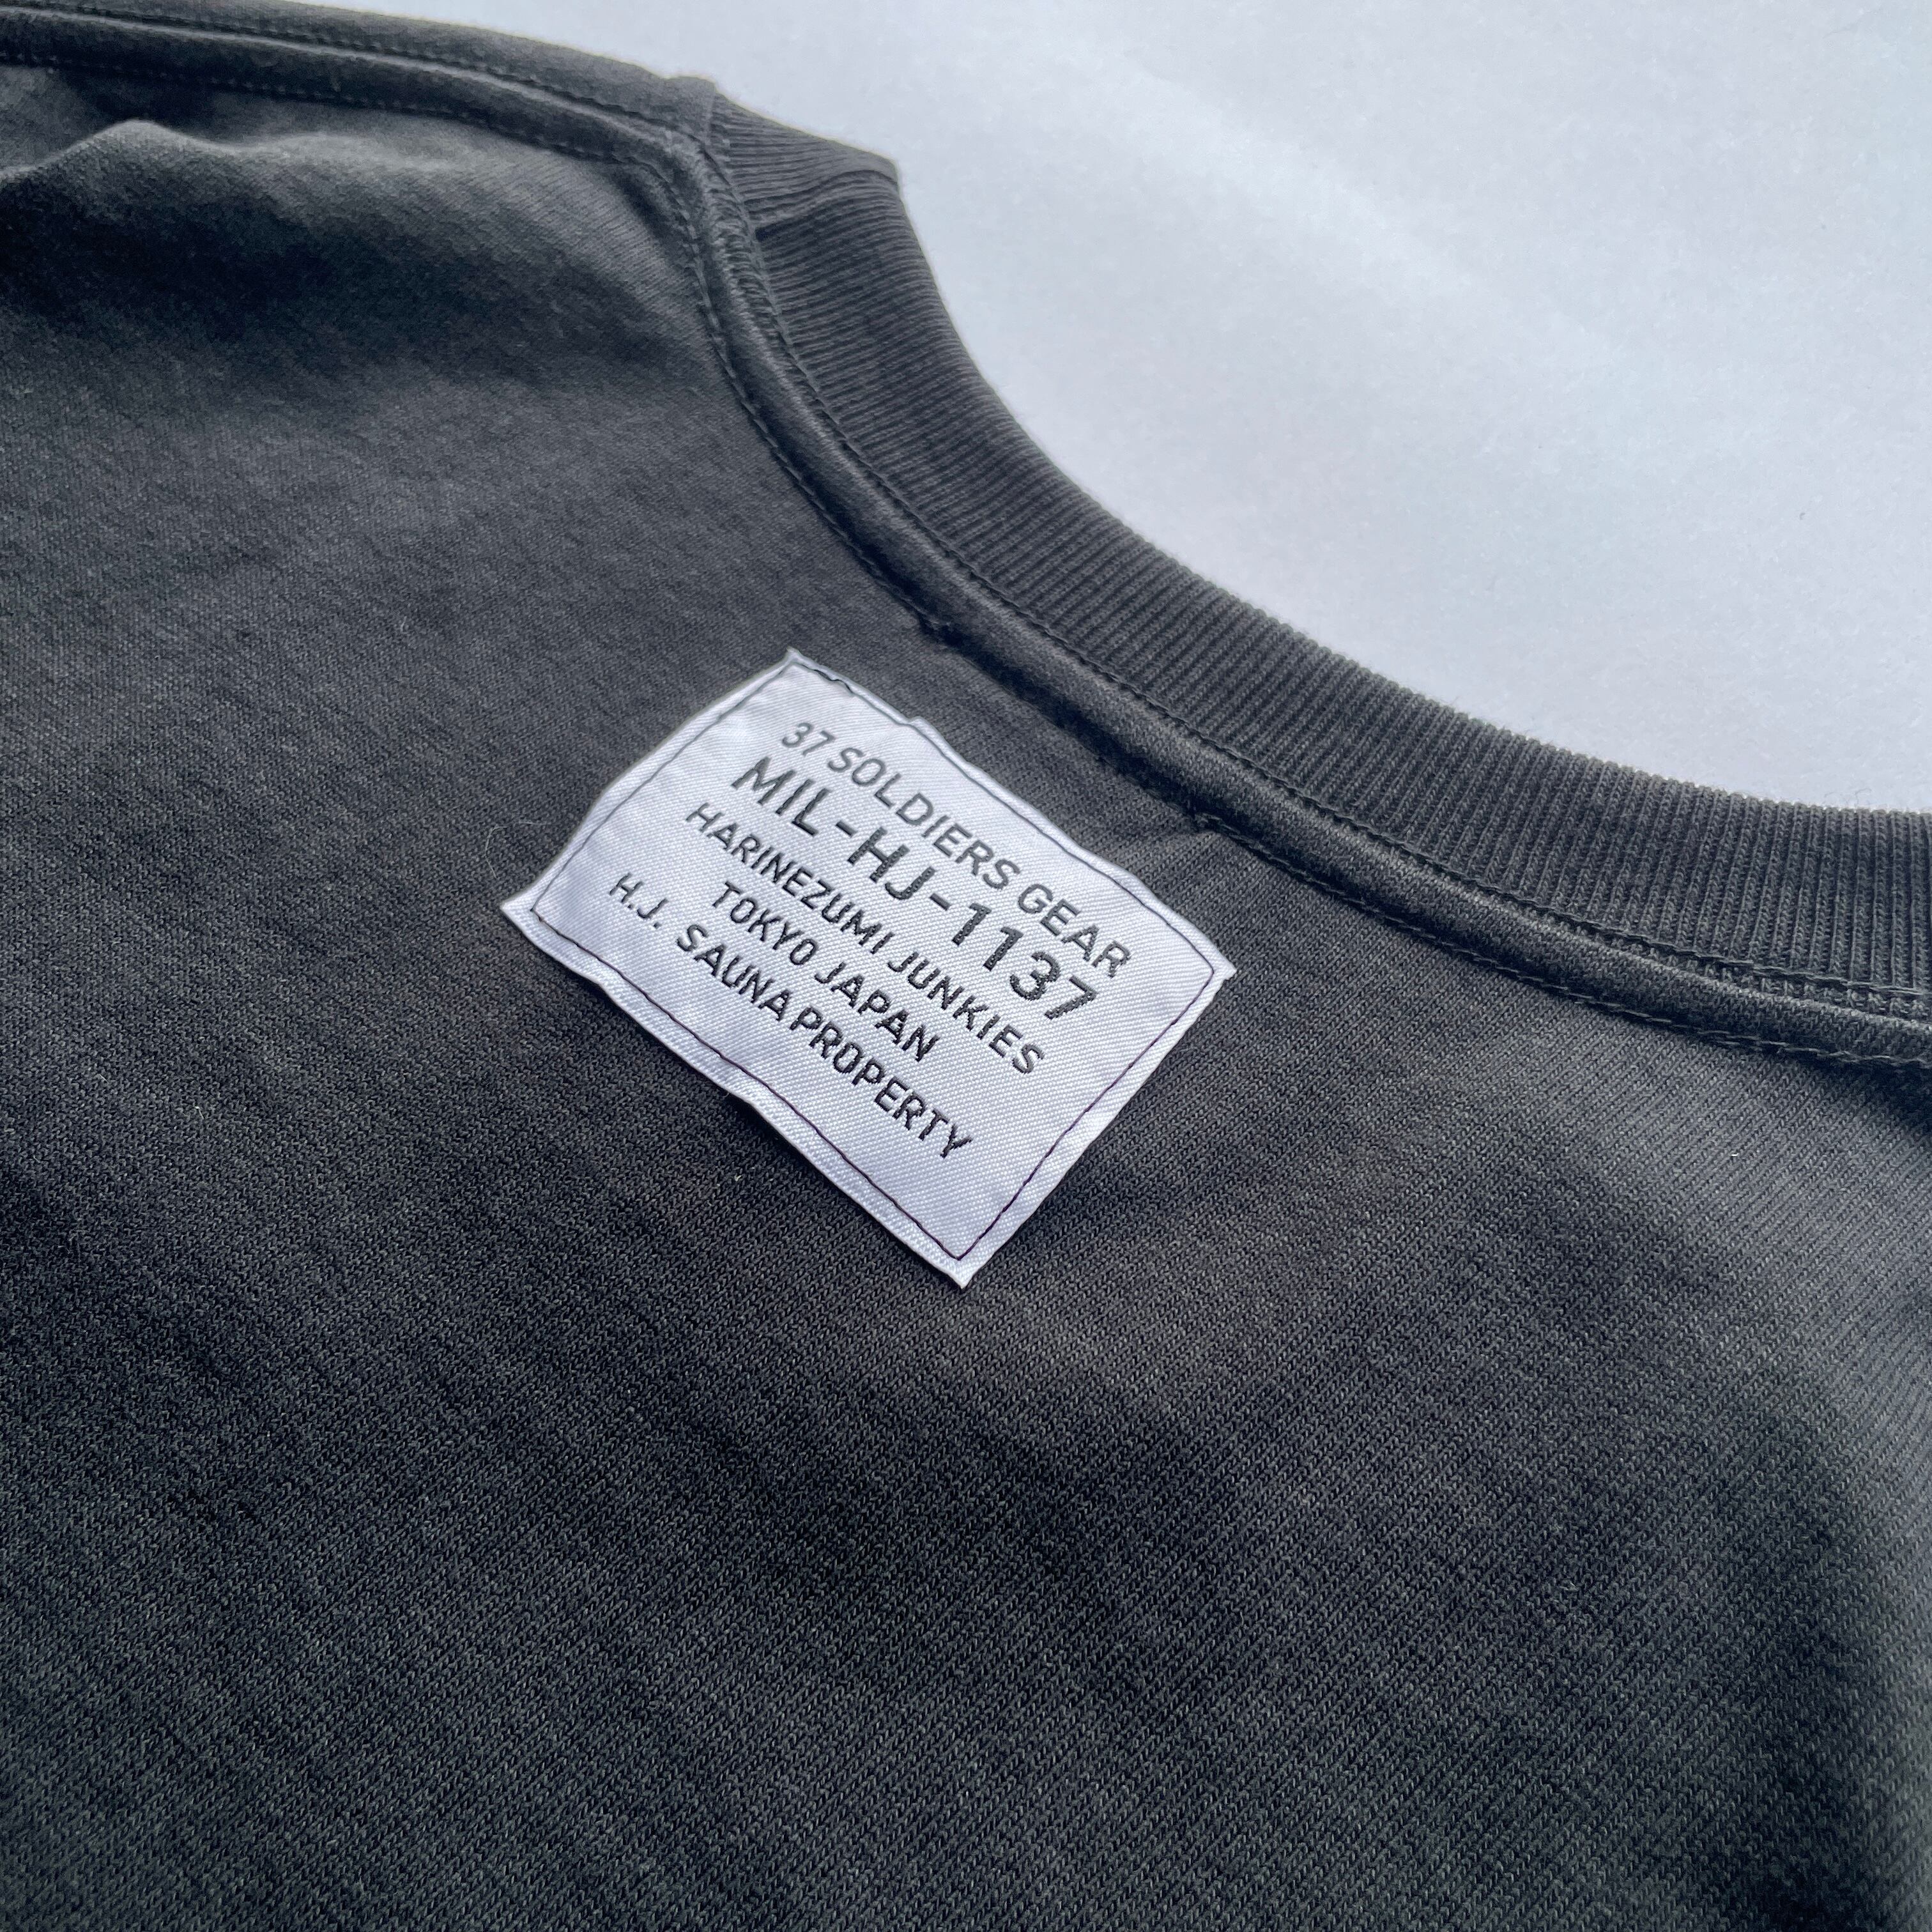 37 SOLDIERS GEAR
MIL-HJ-1137
HARINEZUMI JUNKIES
TOKYO JAPAN
H.J. SAUNA PROPERTY